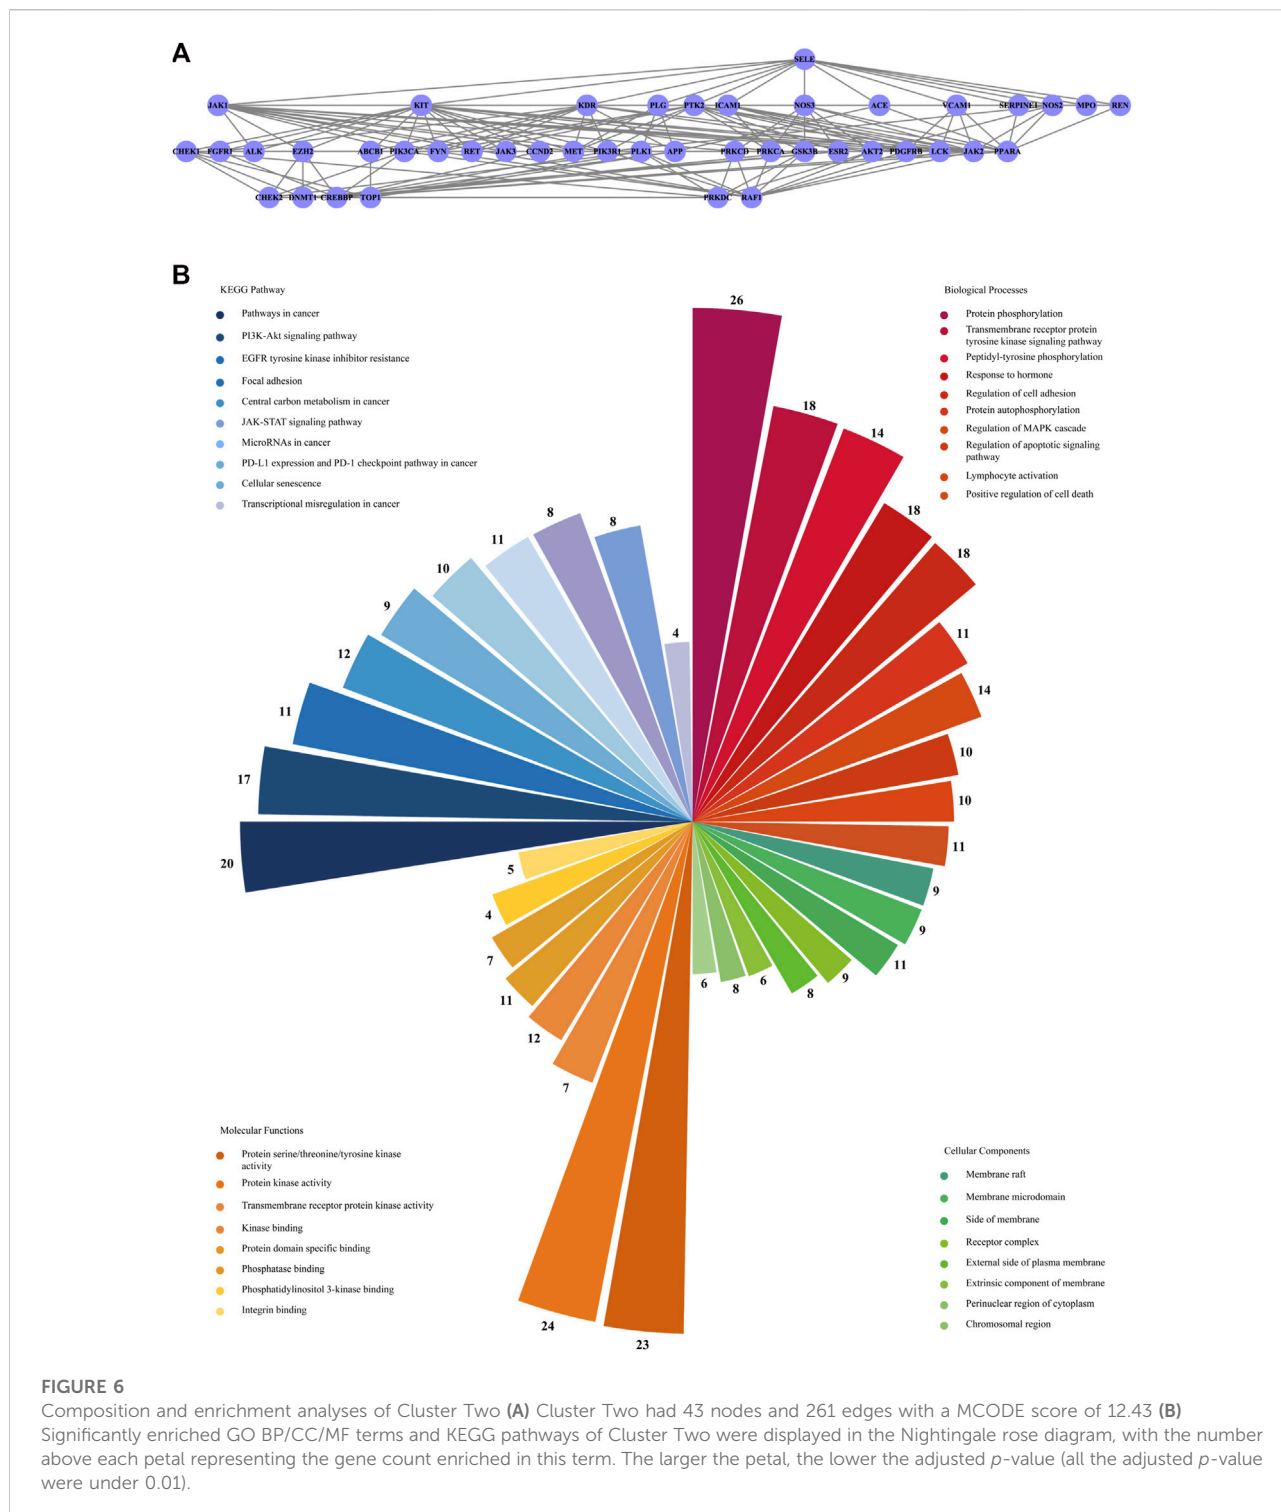 A
SELE
JAK1 KIT KDR PLG PTK2 ICAM1 NOS3 ACE VCAM1 SERPINE1 NOS2 MPO REN
CHEK1 FGFR1 ALK EZH2 ABCB1 PIK3CA FYN RET JAK3 CCND2 MET PIK3R1 PLK1 APP PRKCD PRKCA GSK3B ESR2 AKT2 PDGFRB LCK JAK2 PPARA
CHEK2 DNMT1 CREBBP TOP1 PRKDC RAF1
B
KEGG Pathway
Pathways in cancer
PI3K-Akt signaling pathway
EGFR tyrosine kinase inhibitor resistance
Focal adhesion
Central carbon metabolism in cancer
JAK-STAT signaling pathway
MicroRNAs in cancer
PD-L1 expression and PD-1 checkpoint pathway in cancer
Cellular senescence
Transcriptional misregulation in cancer
Biological Processes
Protein phosphorylation
Transmembrane receptor protein
tyrosine kinase signaling pathway
Peptidyl-tyrosine phosphorylation
Response to hormone
Regulation of cell adhesion
Protein autophosphorylation
Regulation of MAPK cascade
Regulation of apoptotic signaling
pathway
Lymphocyte activation
Positive regulation of cell death
26
18
14
18
18
11
14
10
10
11
9
9
11
9
8
6
8
6
23
24
7
12
11
7
4
5
20
17
11
12
9
10
11
8
8
4
Molecular Functions
Protein serine/threonine/tyrosine kinase
activity
Protein kinase activity
Transmembrane receptor protein kinase activity
Kinase binding
Protein domain specific binding
Phosphatase binding
Phosphatidylinositol 3-kinase binding
Integrin binding
Cellular Components
Membrane raft
Membrane microdomain
Side of membrane
Receptor complex
External side of plasma membrane
Extrinsic component of membrane
Perinuclear region of cytoplasm
Chromosomal region
FIGURE 6
Composition and enrichment analyses of Cluster Two (A) Cluster Two had 43 nodes and 261 edges with a MCODE score of 12.43 (B)
Significantly enriched GO BP/CC/MF terms and KEGG pathways of Cluster Two were displayed in the Nightingale rose diagram, with the number
above each petal representing the gene count enriched in this term. The larger the petal, the lower the adjusted p-value (all the adjusted p-value
were under 0.01).